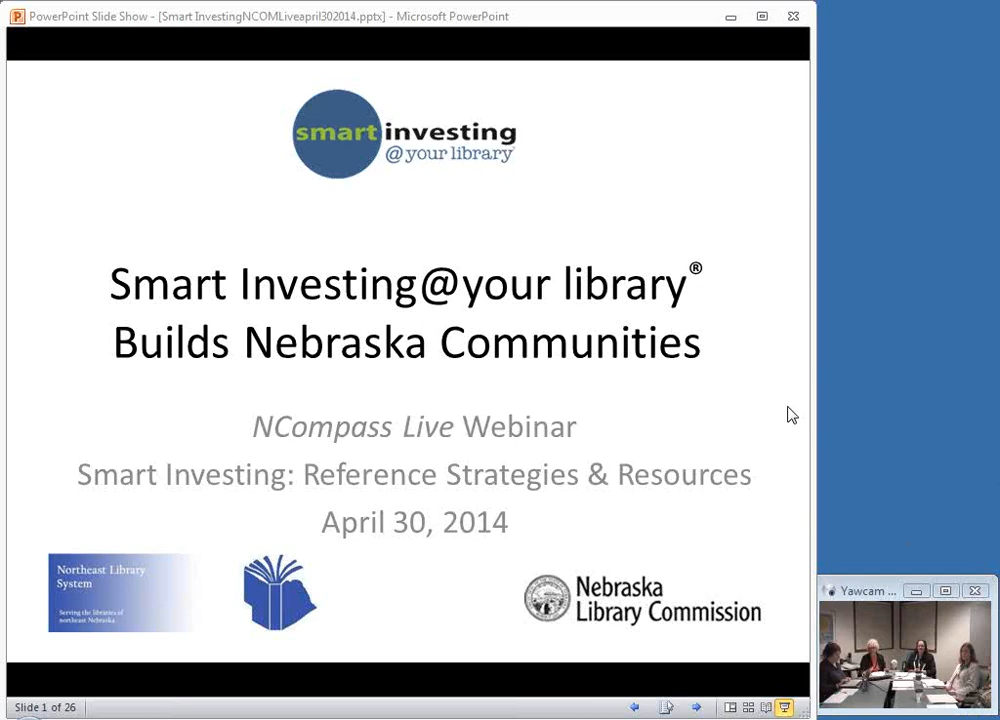 PowerPoint Slide Show - [Smart InvestingNCOMLiveapril302014.pptx] - Microsoft PowerPoint
smart investing
@your library
Smart Investing@your library®
Builds Nebraska Communities
NCompass Live Webinar
Smart Investing: Reference Strategies & Resources
April 30, 2014
Northeast Library
System
Serving the libraries of
northeast Nebraska
Nebraska
Library Commission
Yawcam ...
Slide 1 of 26